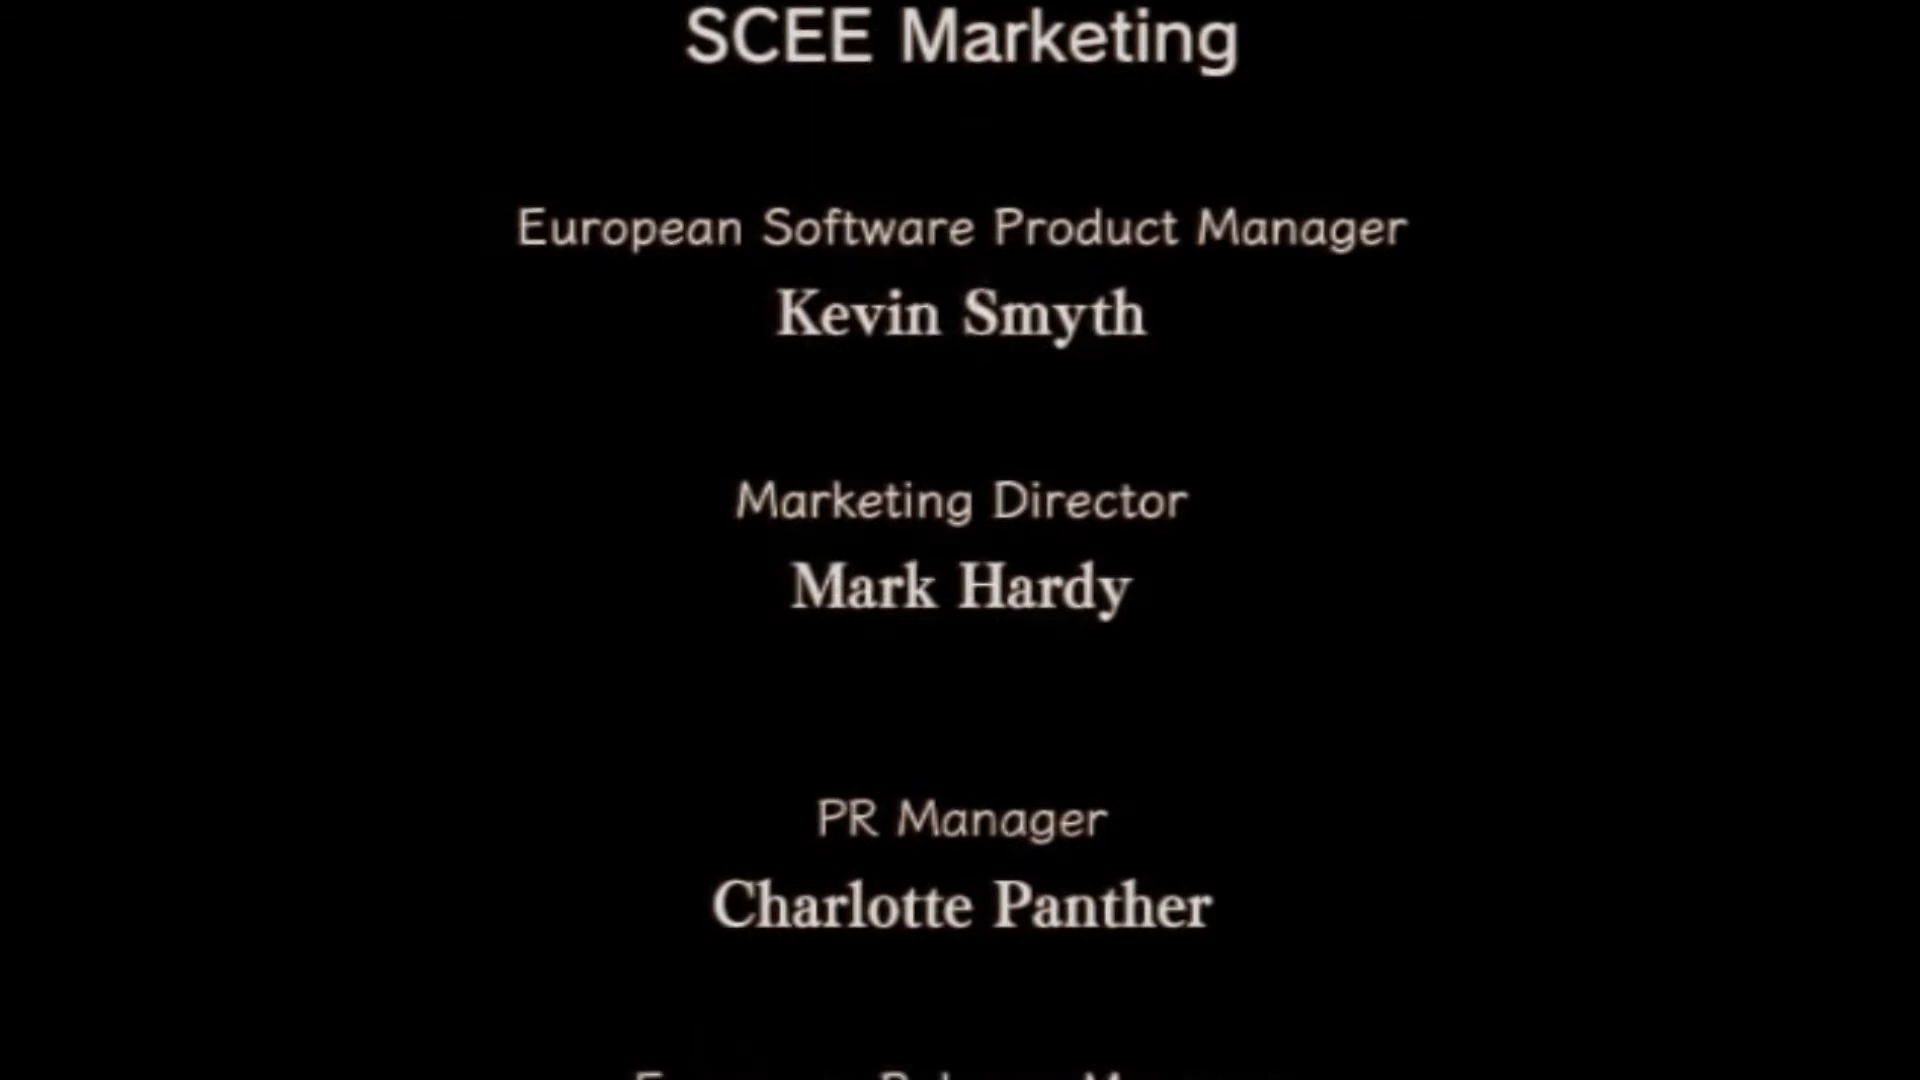 SCEE Marketing
European Software Product Manager
Kevin Smyth
Marketing Director
Mark Hardy
PR Manager
Charlotte Panther